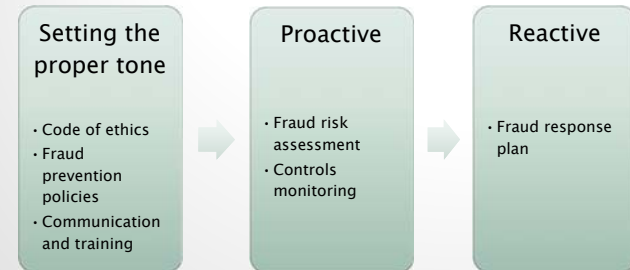 Setting the
proper tone
· Code of ethics
· Fraud
prevention
policies
· Communication
and training
Proactive
· Fraud risk
assessment
· Controls
monitoring
Reactive
· Fraud response
plan